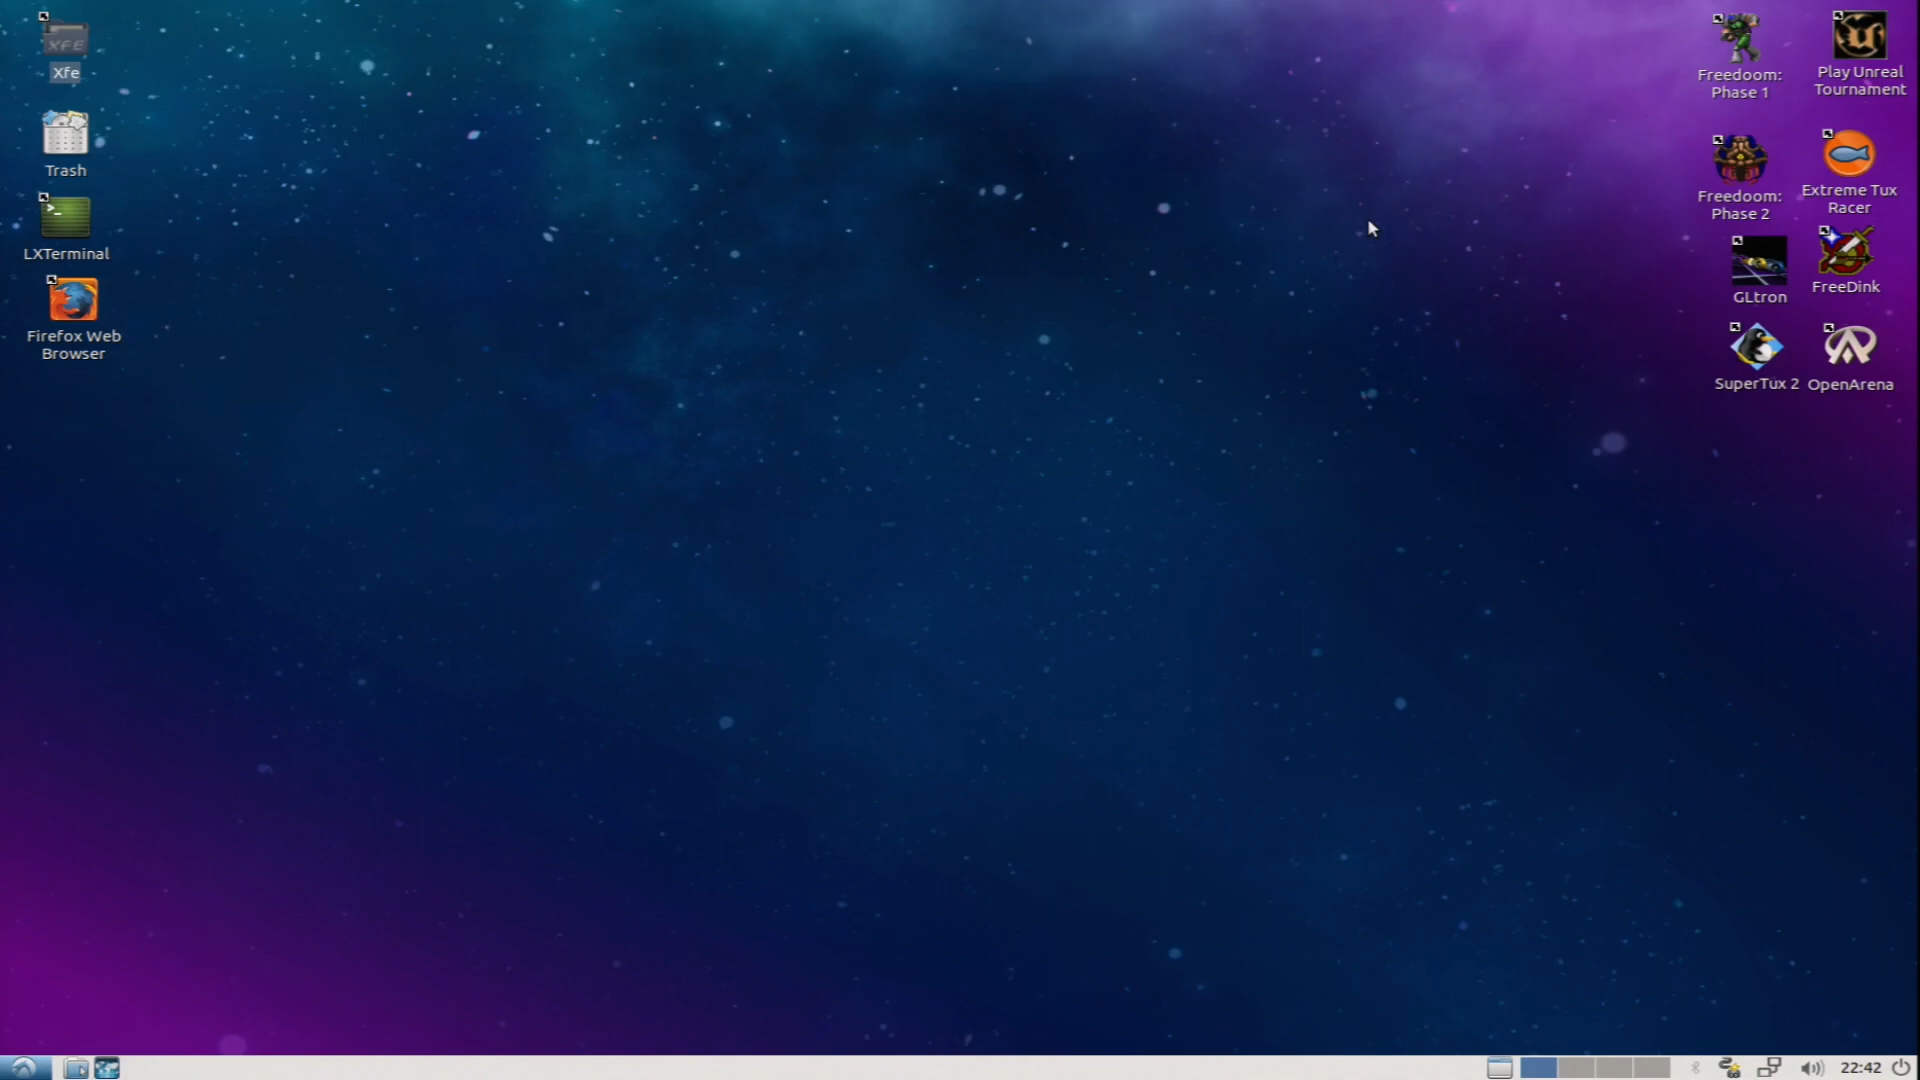 XFE
Xfe
Trash
>_
LXTerminal
Firefox Web
Browser
Freedoom:
Phase 1
Play Unreal
Tournament
Freedoom:
Phase 2
Extreme Tux
Racer
GLtron
FreeDink
SuperTux 2
OpenArena
22:42